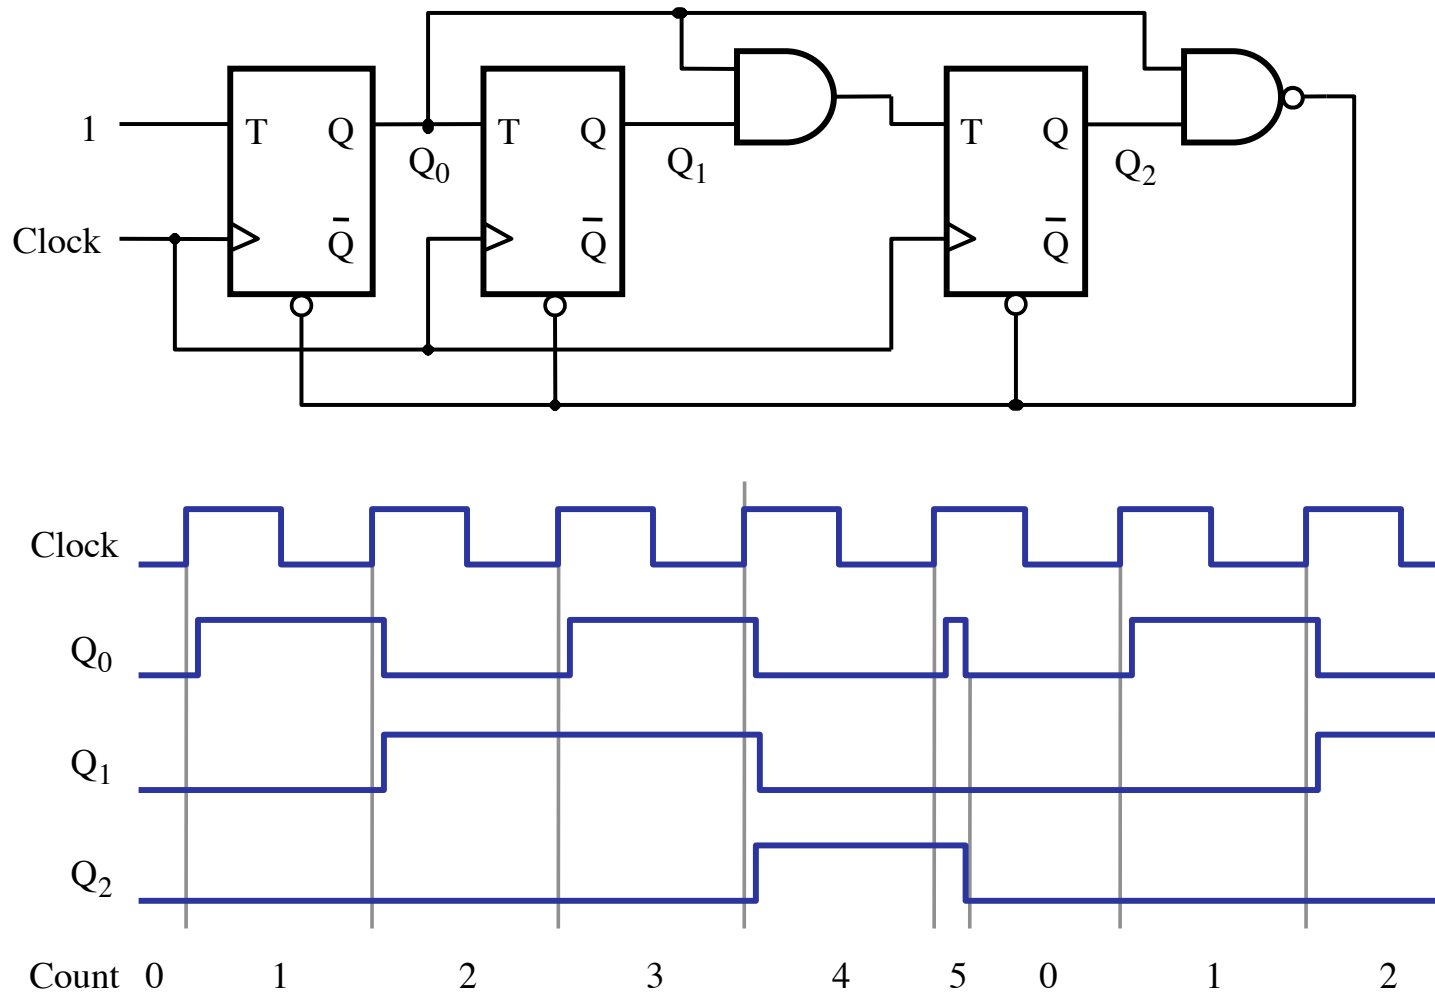 1 T Q T Q T Q
Q0 Q1 Q2
Clock Q̅ Q̅ Q̅
Clock
Q0
Q1
Q2
Count 0 1 2 3 4 5 0 1 2